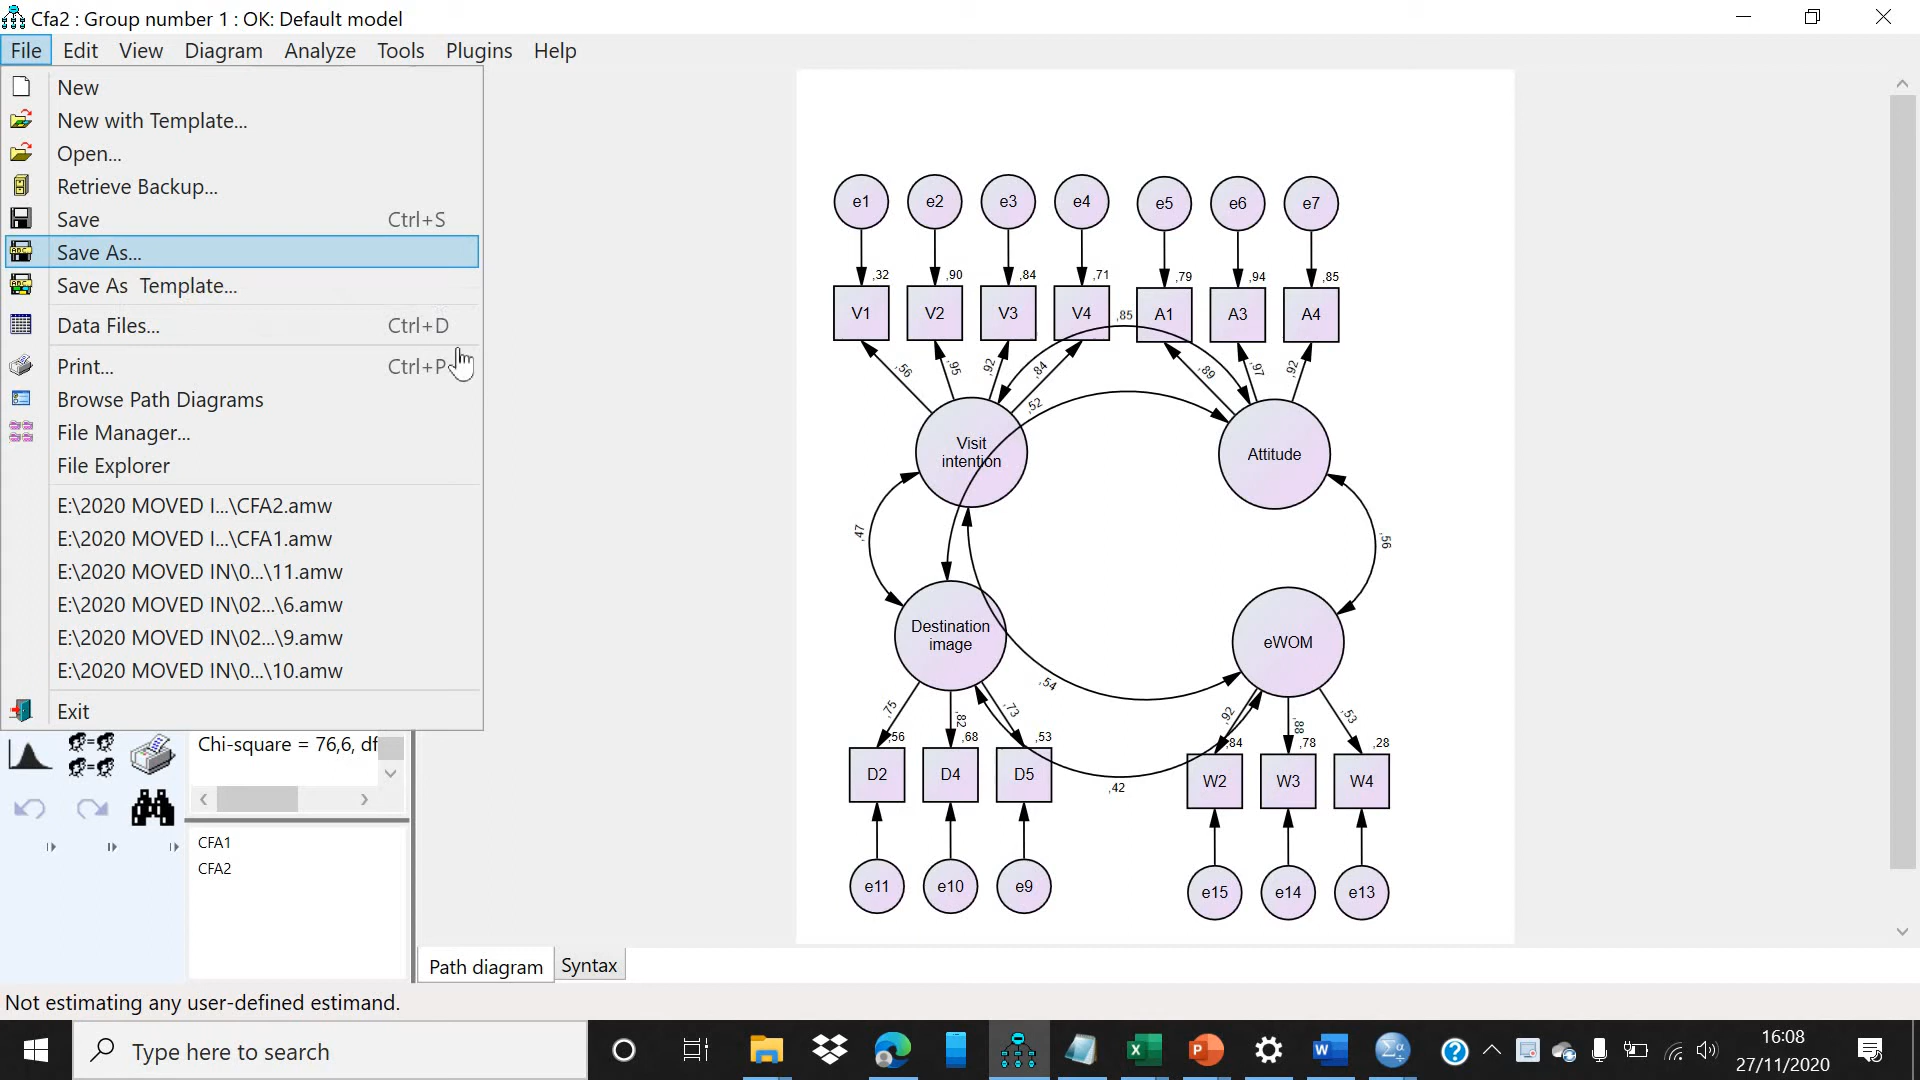 Cfa2 : Group number 1 : OK: Default model
File Edit View Diagram Analyze Tools Plugins Help
New
New with Template...
Open...
Retrieve Backup...
Save Ctrl+S
Save As...
Save As Template...
Data Files... Ctrl+D
Print... Ctrl+P
Browse Path Diagrams
File Manager...
File Explorer
E:\2020 MOVED I...\CFA2.amw
E:\2020 MOVED I...\CFA1.amw
E:\2020 MOVED IN\0...\11.amw
E:\2020 MOVED IN\02...\6.amw
E:\2020 MOVED IN\02...\9.amw
E:\2020 MOVED IN\0...\10.amw
Exit
Chi-square = 76,6, df
CFA1
CFA2
e1 e2 e3 e4 e5 e6 e7
,32 ,90 ,84 ,71 ,79 ,94 ,85
V1 V2 V3 V4 ,85 A1 A3 A4
,56 ,95 ,92 ,84 ,89 ,97 ,92
,52
Visit
intention
Attitude
,47 ,56
Destination
image
eWOM
,54
,75 ,82 ,73 ,92 ,88 ,53
,56 ,68 ,53 ,84 ,78 ,28
D2 D4 D5 W2 W3 W4
,42
e11 e10 e9 e15 e14 e13
Path diagram Syntax
Not estimating any user-defined estimand.
Type here to search
16:08
27/11/2020